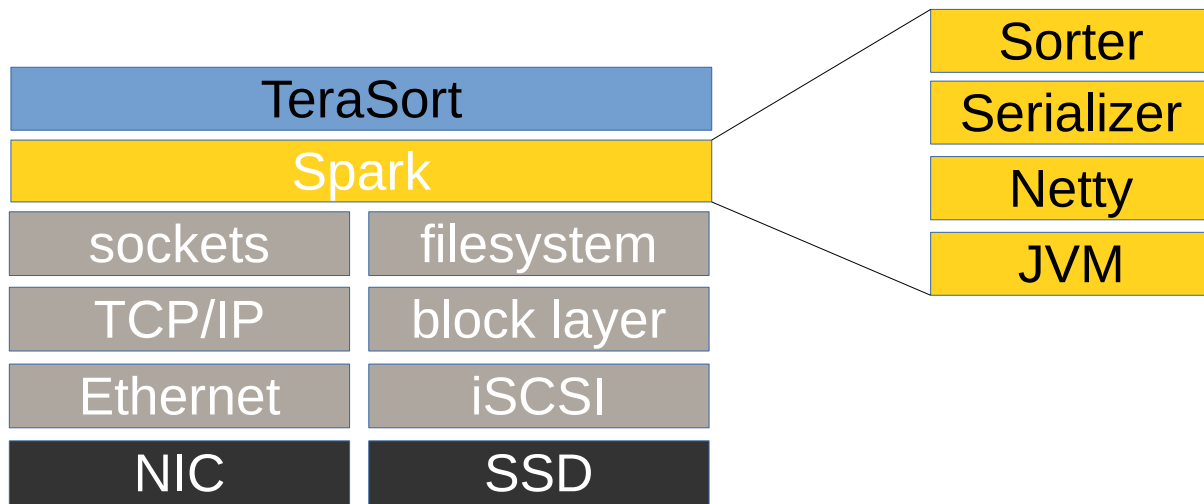 TeraSort
Spark
sockets
filesystem
TCP/IP
block layer
Ethernet
iSCSI
NIC
SSD
Sorter
Serializer
Netty
JVM